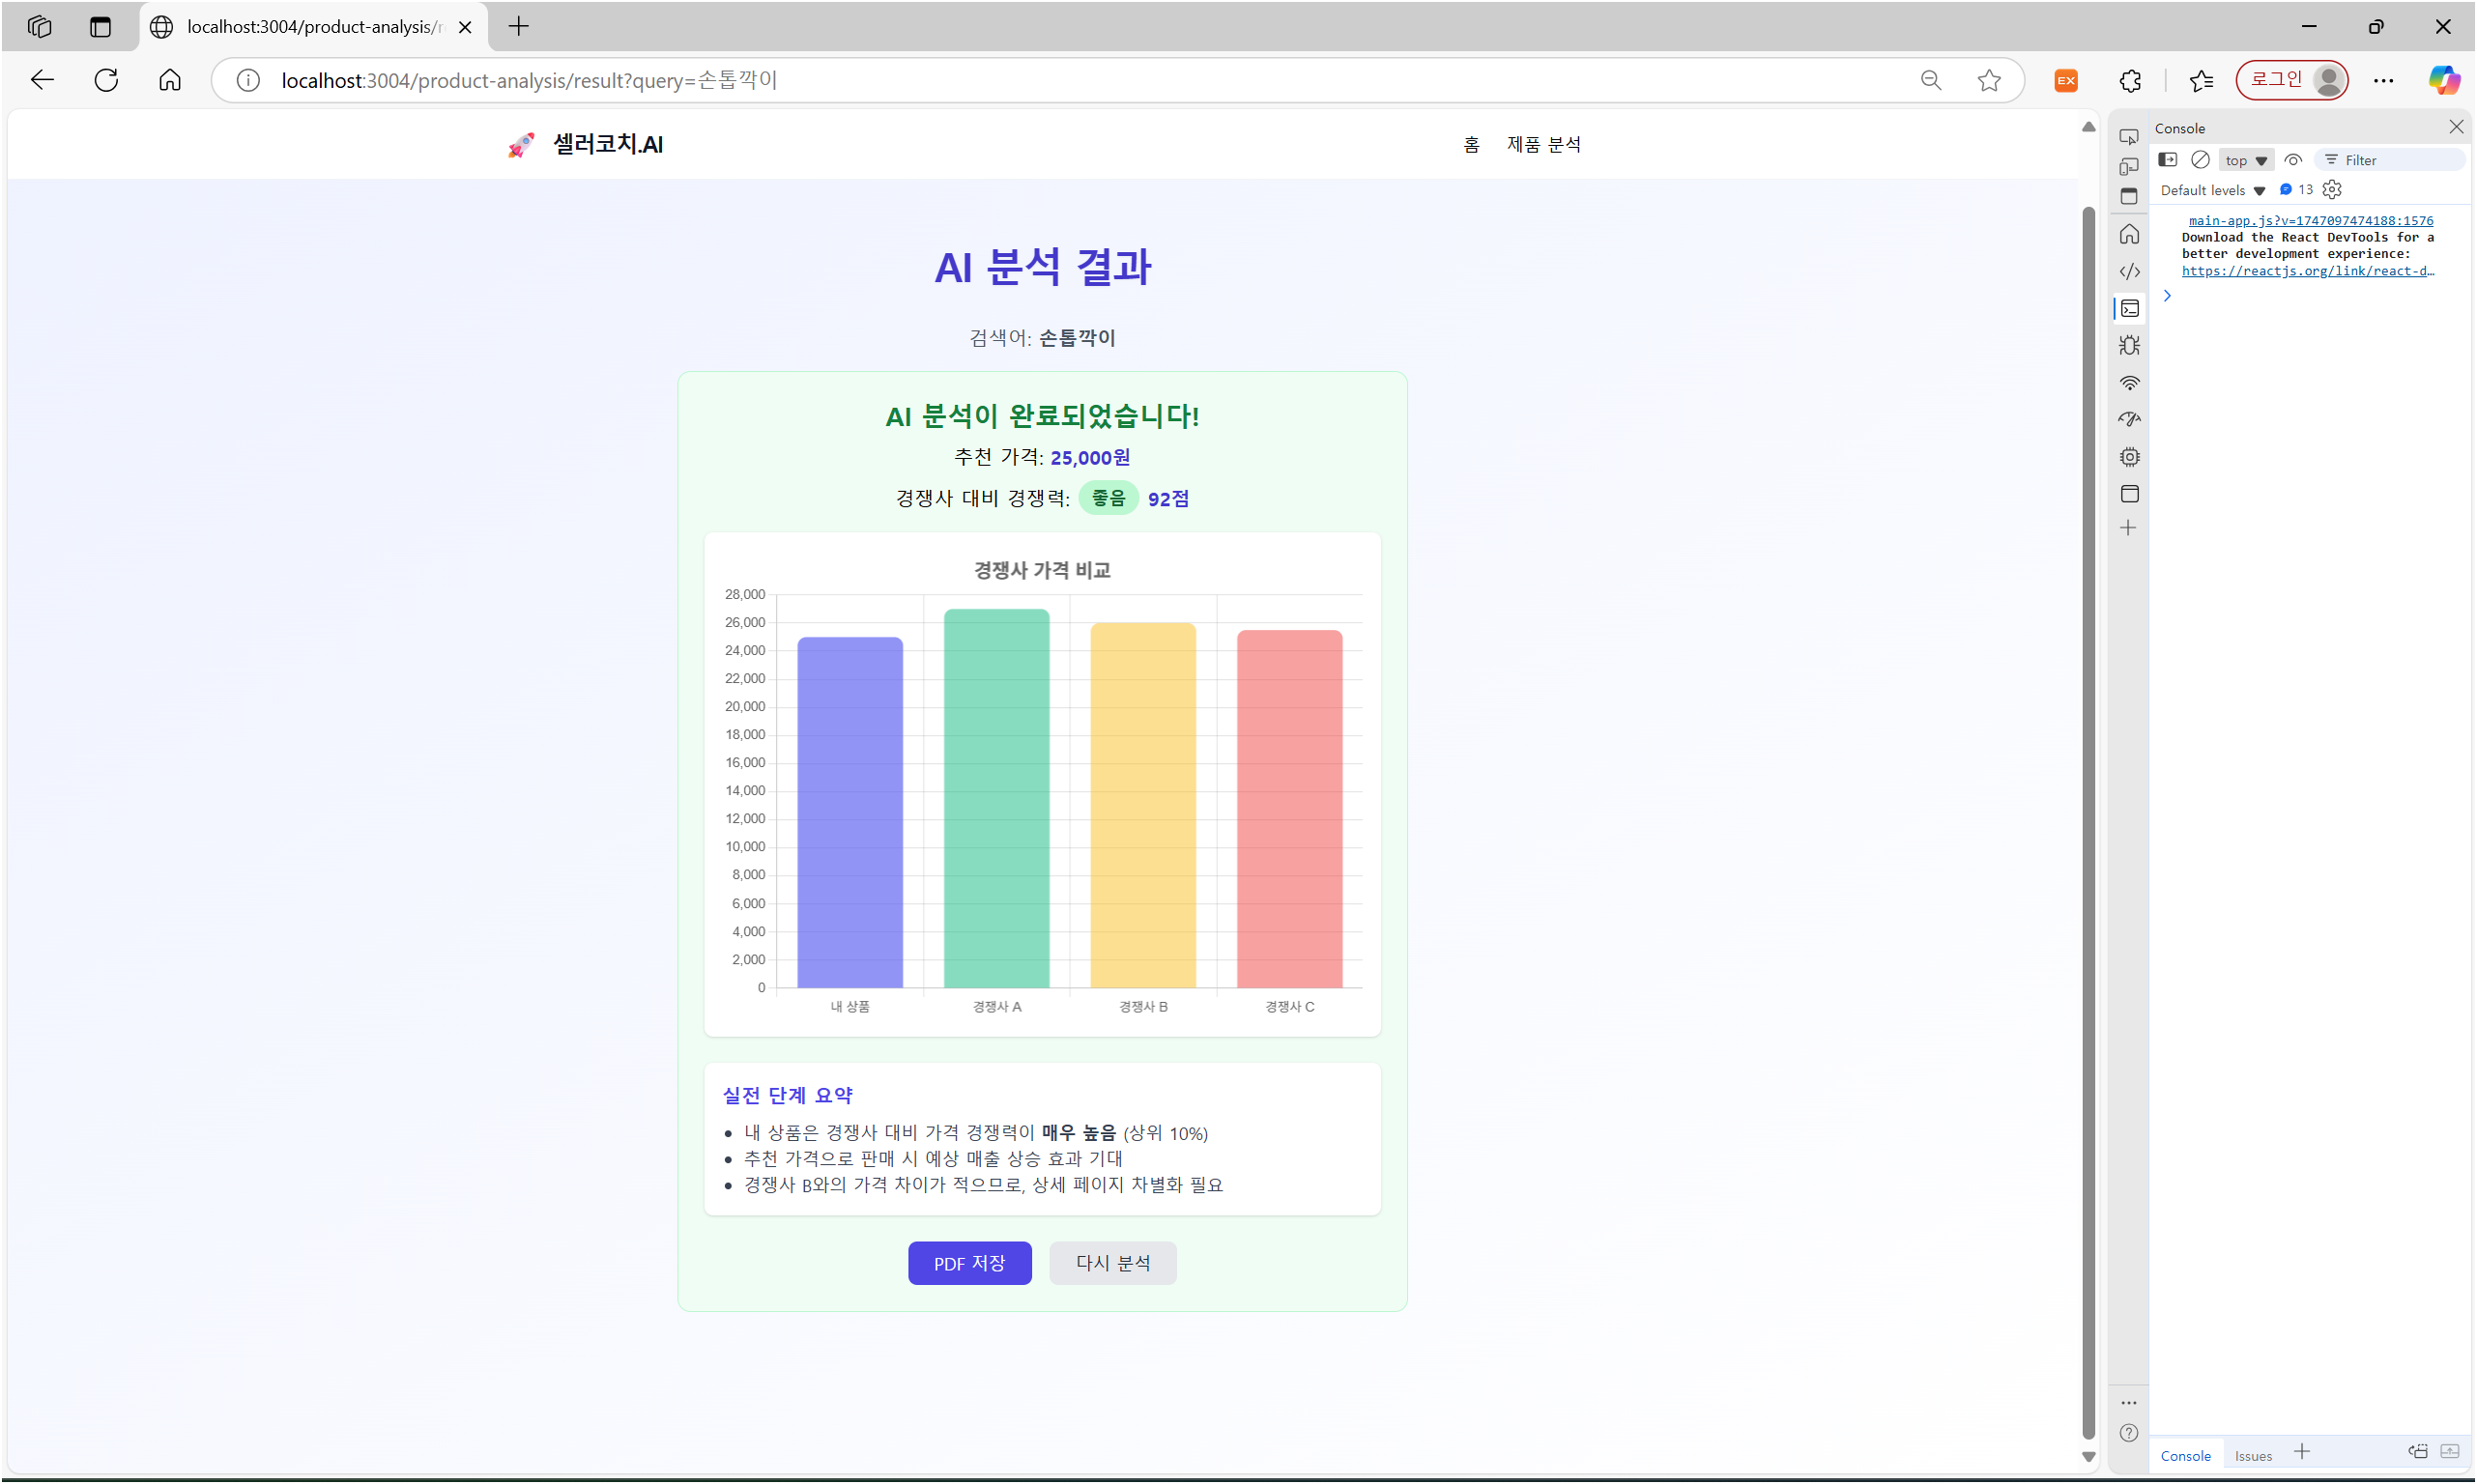 localhost:3004/product-analysis/r
localhost:3004/product-analysis/result?query=손톱깍이
EX
로그인
🚀 셀러코치.AI
홈 제품 분석
AI 분석 결과
검색어: 손톱깍이
AI 분석이 완료되었습니다!
추천 가격: 25,000원
경쟁사 대비 경쟁력: 좋음 92점
경쟁사 가격 비교
28,000
26,000
24,000
22,000
20,000
18,000
16,000
14,000
12,000
10,000
8,000
6,000
4,000
2,000
0
내 상품 경쟁사 A 경쟁사 B 경쟁사 C
실전 단계 요약
• 내 상품은 경쟁사 대비 가격 경쟁력이 매우 높음 (상위 10%)
• 추천 가격으로 판매 시 예상 매출 상승 효과 기대
• 경쟁사 B와의 가격 차이가 적으므로, 상세 페이지 차별화 필요
PDF 저장 다시 분석
Console
top Filter
Default levels 13
main-app.js?v=1747097474188:1576
Download the React DevTools for a
better development experience:
https://reactjs.org/link/react-d…
Console Issues